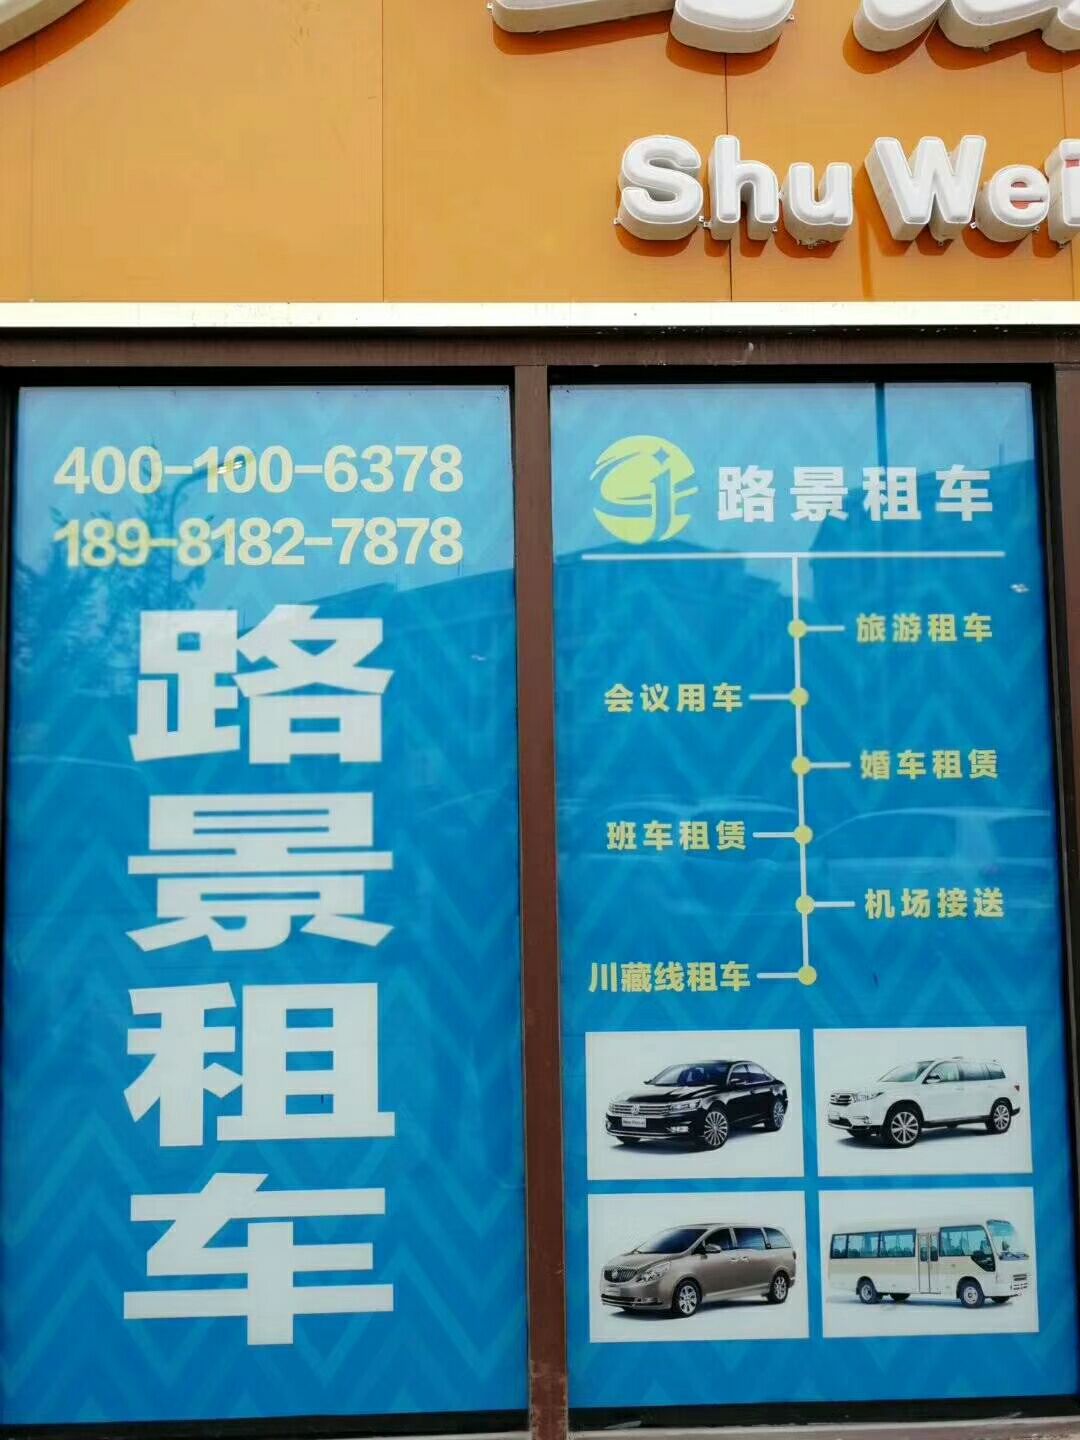 Shu Wei
400-100-6378
189-8182-7878
路景租车
路景租车
旅游租车
会议用车
婚车租赁
班车租赁
机场接送
川藏线租车